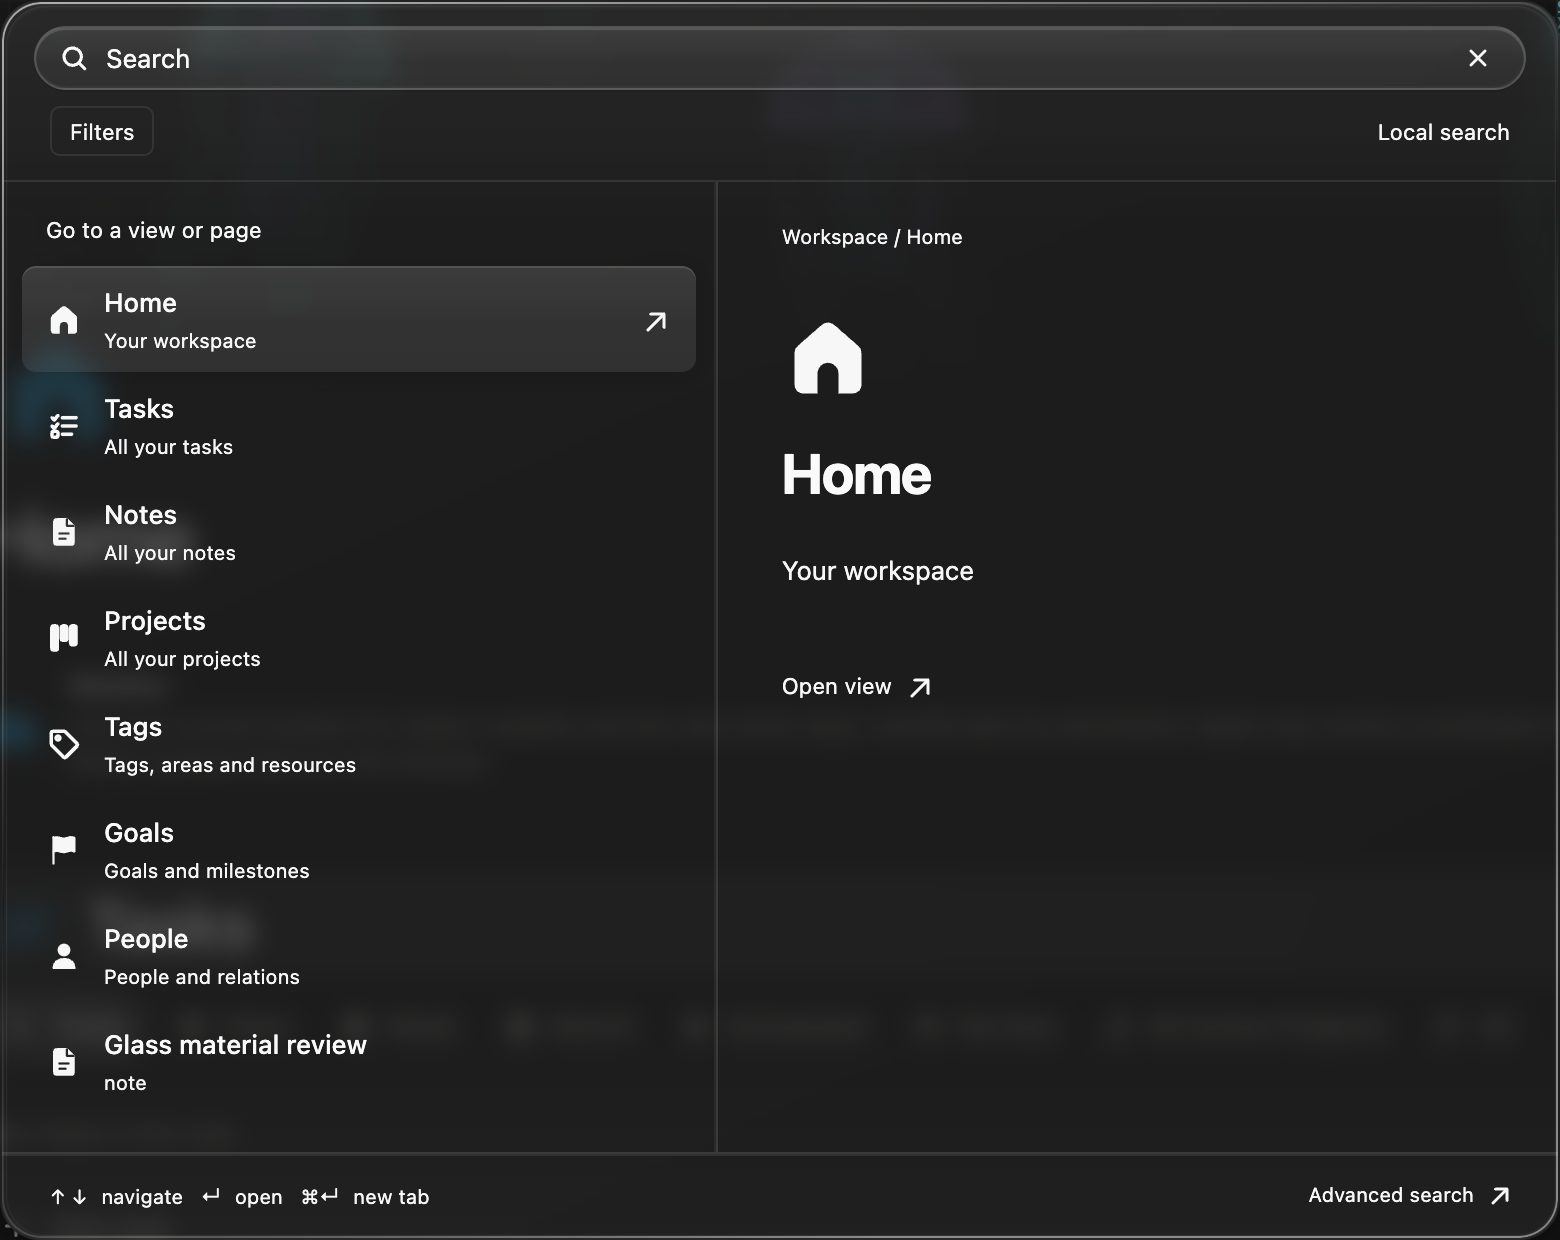 Search
Filters
Local search
Go to a view or page
Home
Your workspace
Tasks
All your tasks
Notes
All your notes
Projects
All your projects
Tags
Tags, areas and resources
Goals
Goals and milestones
People
People and relations
Glass material review
note
Workspace / Home
Home
Your workspace
Open view ↗
↑ ↓ navigate ↵ open ⌘↵ new tab
Advanced search ↗